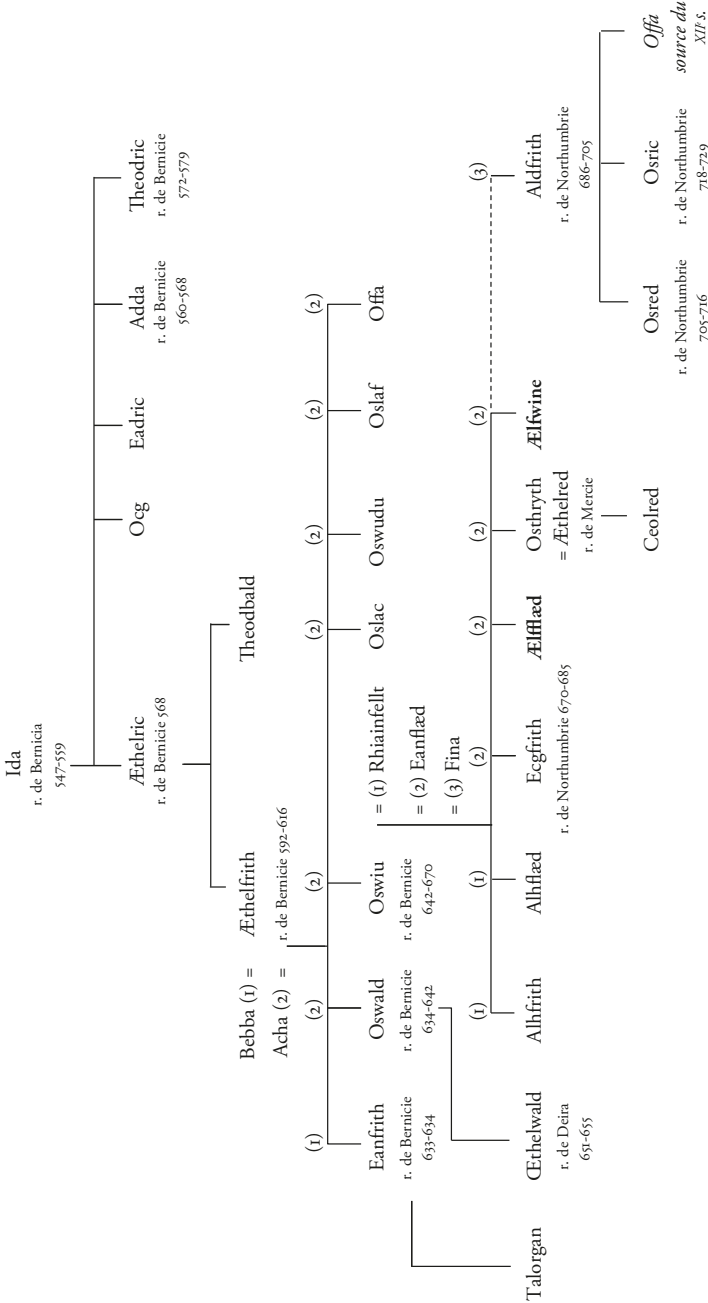 Ida
r. de Bernicia
547-559
Æthelric
r. de Bernicie 568
Ocg
Eadric
Adda
r. de Bernicie
560-568
Theodric
r. de Bernicie
572-579
Bebba (1) =
Acha (2) =
Æthelfrith
r. de Bernicie 592-616
Theodbald
(1)
(2)
(2)
(2)
(2)
(2)
(2)
Eanfrith
r. de Bernicie
633-634
Oswald
r. de Bernicie
634-642
Oswiu
r. de Bernicie
642-670
= (1) Rhiainfellt
= (2) Eanflæd
= (3) Fina
Oslac
Oswudu
Oslaf
Offa
(1)
(1)
(2)
(2)
(2)
(2)
(3)
Talorgan
Œthelwald
r. de Deira
651-655
Alhfrith
Alhflæd
Ecgfrith
r. de Northumbrie 670-685
Ælfflæd
Osthryth
= Æthelred
r. de Mercie
Ælfwine
Aldfrith
r. de Northumbrie
686-705
Ceolred
Osred
r. de Northumbrie
705-716
Osric
r. de Northumbrie
718-729
Offa
source du
XIIᵉ s.